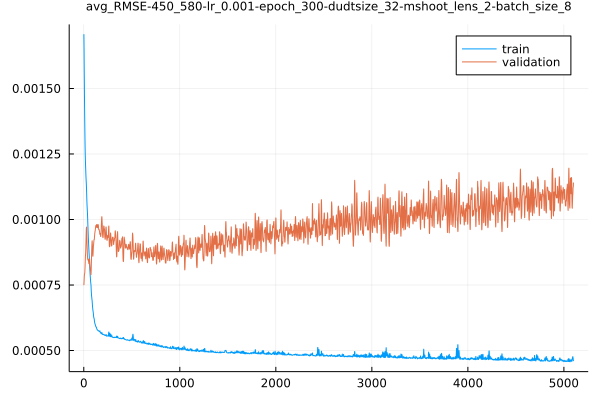 avg_RMSE-450_580-lr_0.001-epoch_300-dudtsize_32-mshoot_lens_2-batch_size_8
train
validation
0.00150
0.00125
0.00100
0.00075
0.00050
0 1000 2000 3000 4000 5000